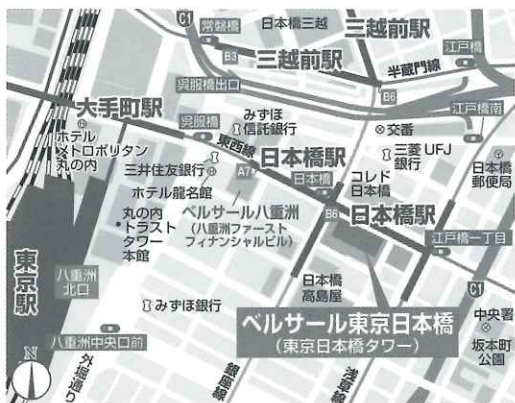 C1
常磐橋
日本橋三越
三越前駅
江戸橋
B3
三越前駅
半蔵門線
呉服橋出口
B6
江戸橋南
大手町駅
みずほ
信託銀行
交番
呉服橋
東西線
ホテル
メトロポリタン
丸の内
三菱UFJ
銀行
日本橋
郵便局
三井住友銀行
A7
日本橋駅
日本橋
コレド
日本橋
ホテル龍名館
ベルサール八重洲
(八重洲ファースト
フィナンシャルビル)
B6
日本橋駅
丸の内
トラスト
タワー
本館
江戸橋一丁目
東京駅
八重洲
北口
日本橋
高島屋
C1
みずほ銀行
ベルサール東京日本橋
(東京日本橋タワー)
中央署
坂本町
公園
八重洲中央口前
N
外堀通り
銀座線
浅草線